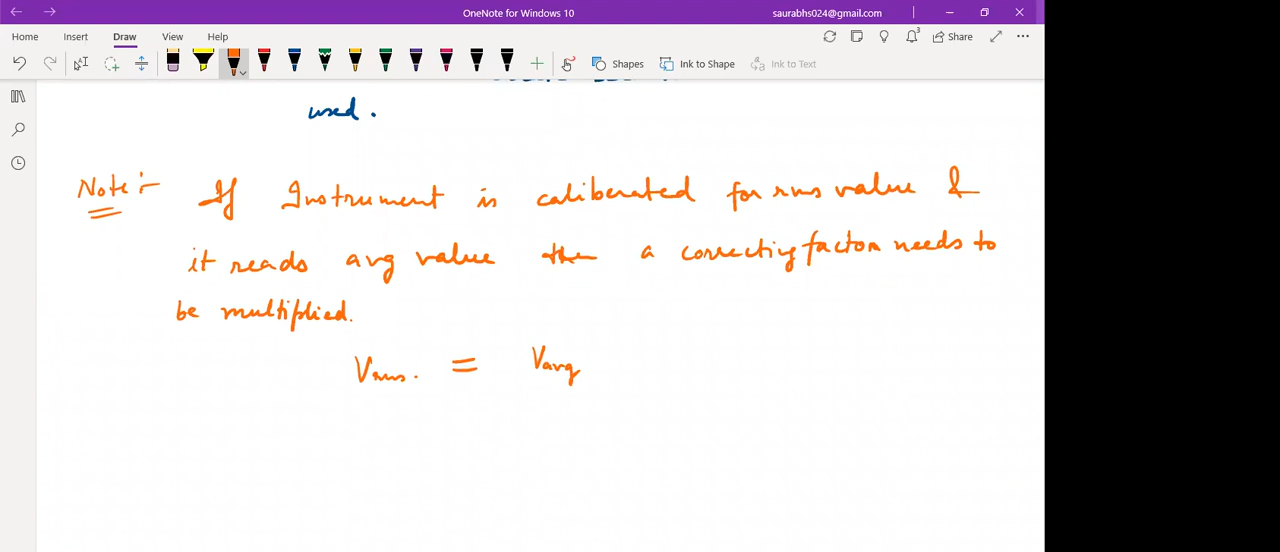 OneNote for Windows 10
saurabhs024@gmail.com
Home Insert Draw View Help
3 Share
+ Shapes Ink to Shape Ink to Text
used.
Note:- If Instrument is caliberated for rms value &
it reads avg value then a correcting factor needs to
be multiplied.
Vrms. = Vavg